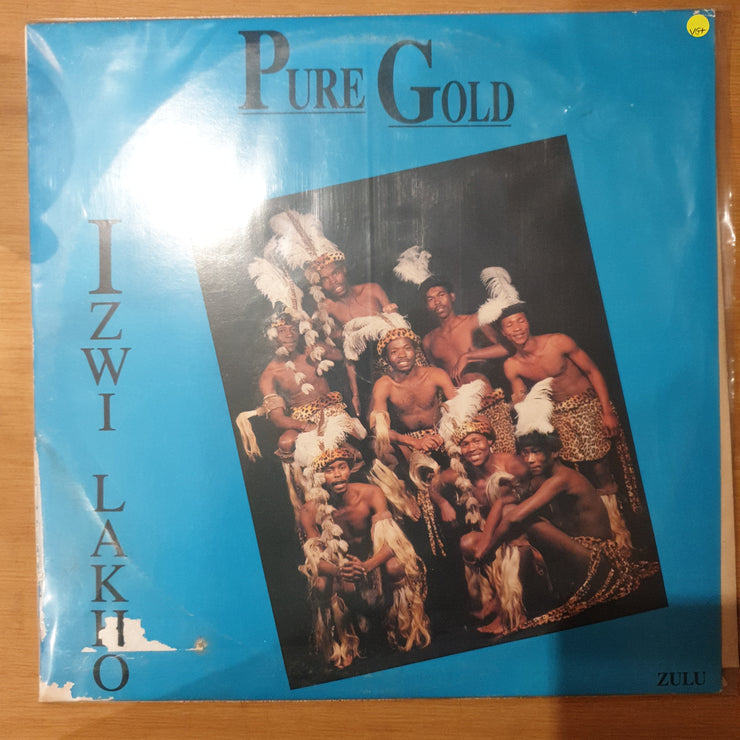 VG+
PURE GOLD
IZWI LAKHO
ZULU